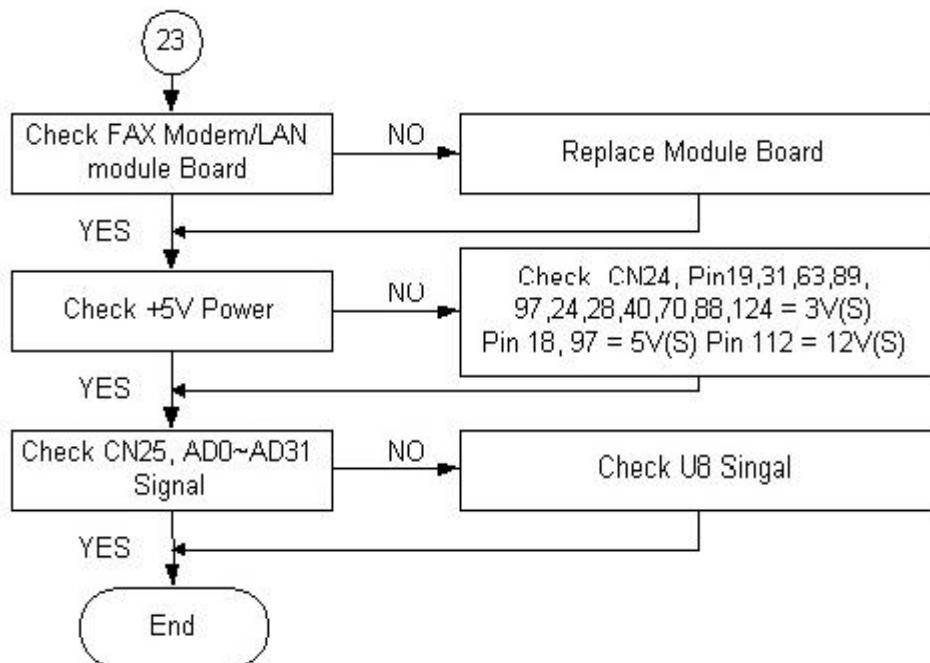 23
Check FAX Modem/LAN
module Board
NO
Replace Module Board
YES
Check +5V Power
NO
Check CN24, Pin19,31,63,89,
97,24,28,40,70,88,124 = 3V(S)
Pin 18, 97 = 5V(S) Pin 112 = 12V(S)
YES
Check CN25, AD0~AD31
Signal
NO
Check U8 Singal
YES
End